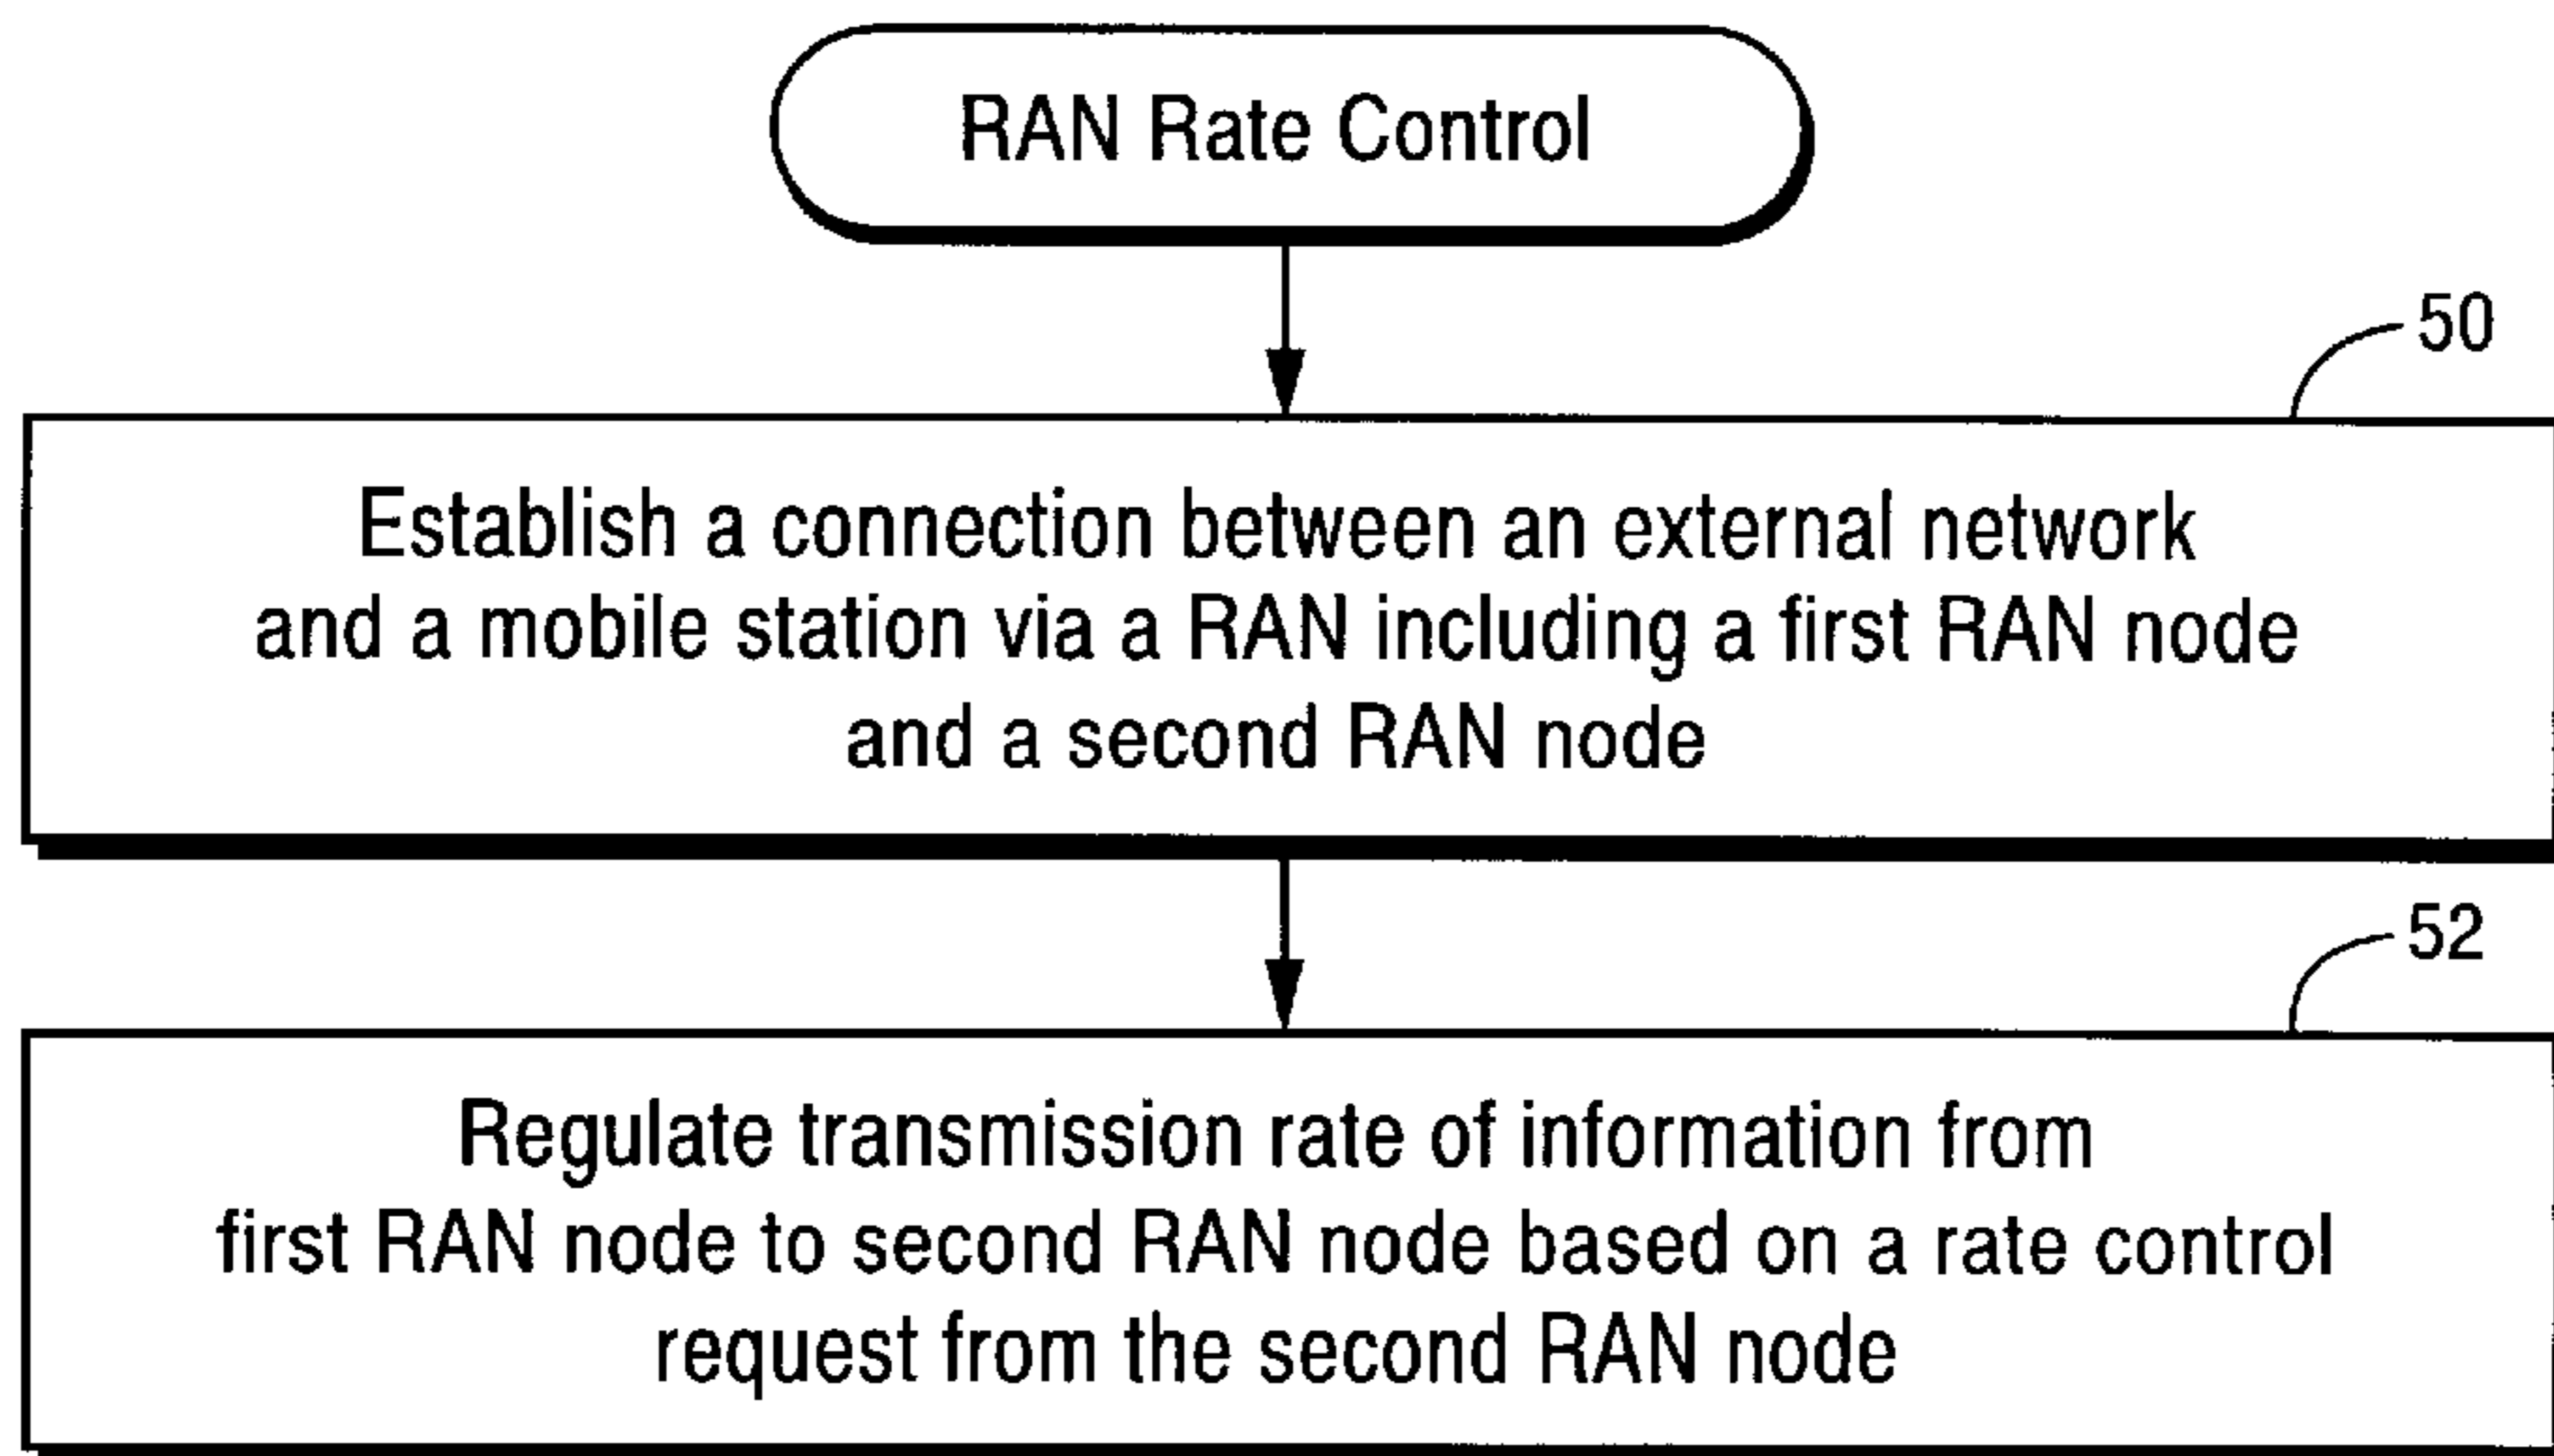 RAN Rate Control
50
Establish a connection between an external network
and a mobile station via a RAN including a first RAN node
and a second RAN node
52
Regulate transmission rate of information from
first RAN node to second RAN node based on a rate control
request from the second RAN node